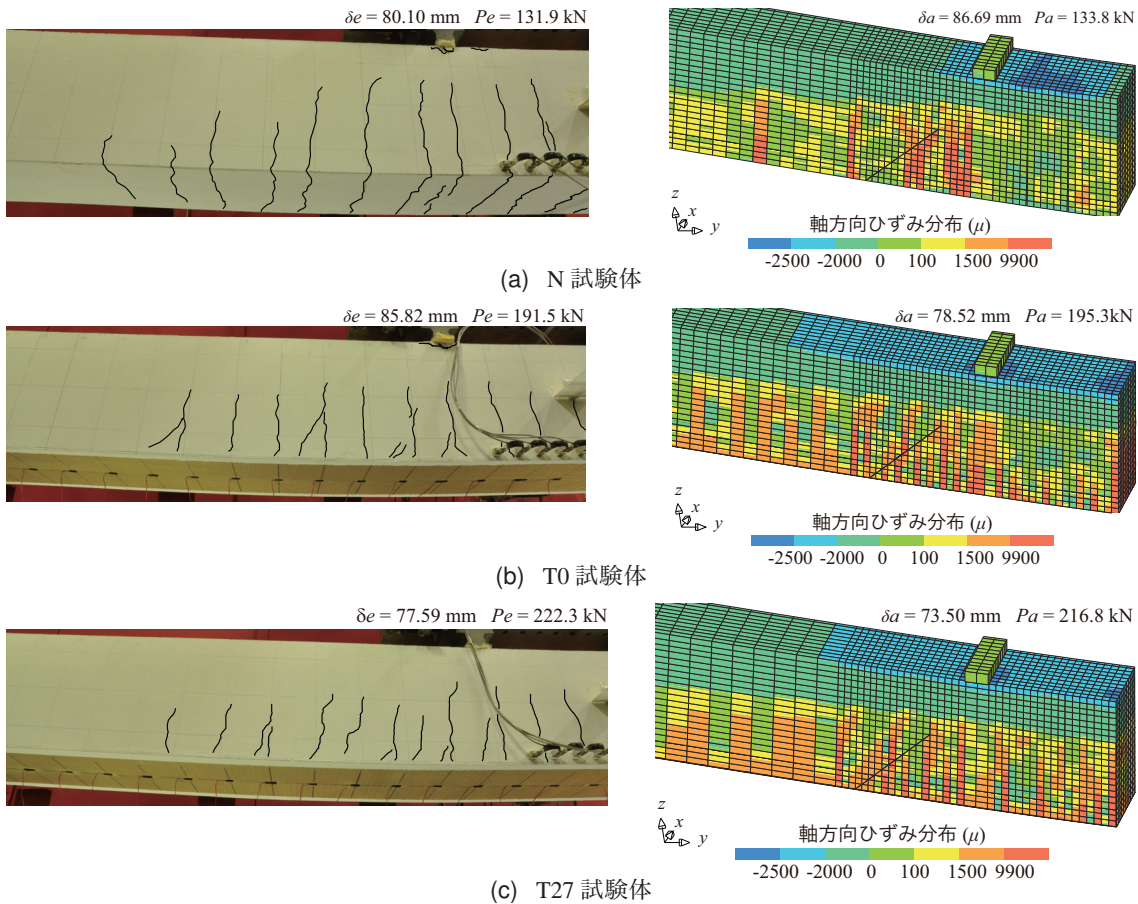 δe = 80.10 mm Pe = 131.9 kN
δa = 86.69 mm Pa = 133.8 kN
z
x
y
軸方向ひずみ分布 (μ)
-2500 -2000 0 100 1500 9900
(a) N 試験体
δe = 85.82 mm Pe = 191.5 kN
δa = 78.52 mm Pa = 195.3kN
z
x
y
軸方向ひずみ分布 (μ)
-2500 -2000 0 100 1500 9900
(b) T0 試験体
δe = 77.59 mm Pe = 222.3 kN
δa = 73.50 mm Pa = 216.8 kN
z
x
y
軸方向ひずみ分布 (μ)
-2500 -2000 0 100 1500 9900
(c) T27 試験体